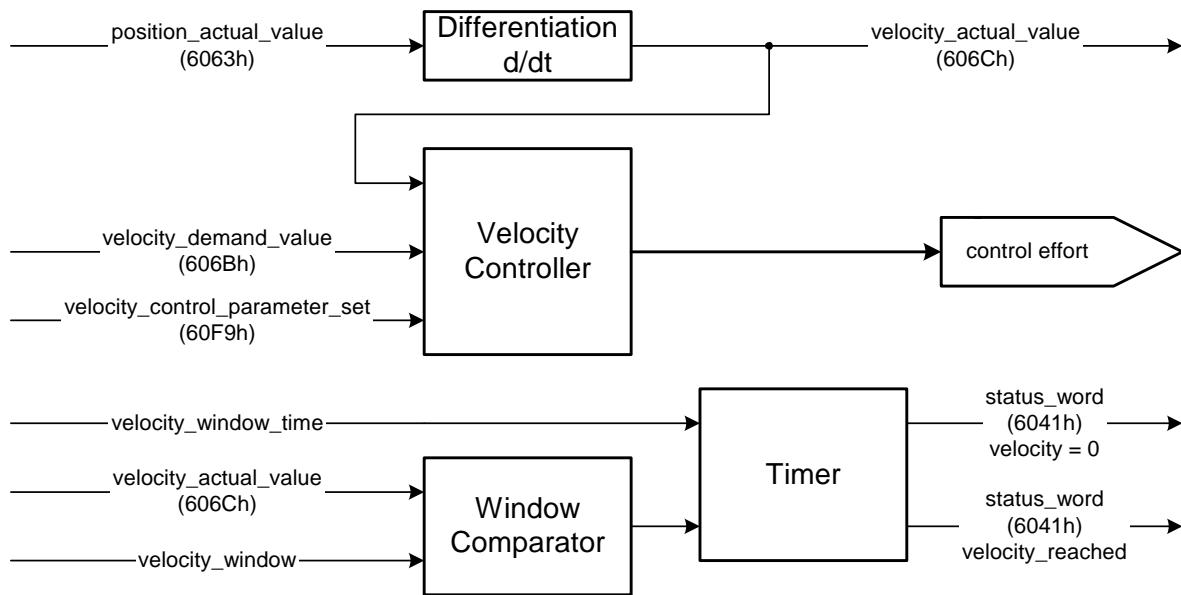 position_actual_value
(6063h)
Differentiation
d/dt
velocity_actual_value
(606Ch)
velocity_demand_value
(606Bh)
velocity_control_parameter_set
(60F9h)
Velocity
Controller
control effort
velocity_window_time
velocity_actual_value
(606Ch)
velocity_window
Window
Comparator
Timer
status_word
(6041h)
velocity = 0
status_word
(6041h)
velocity_reached